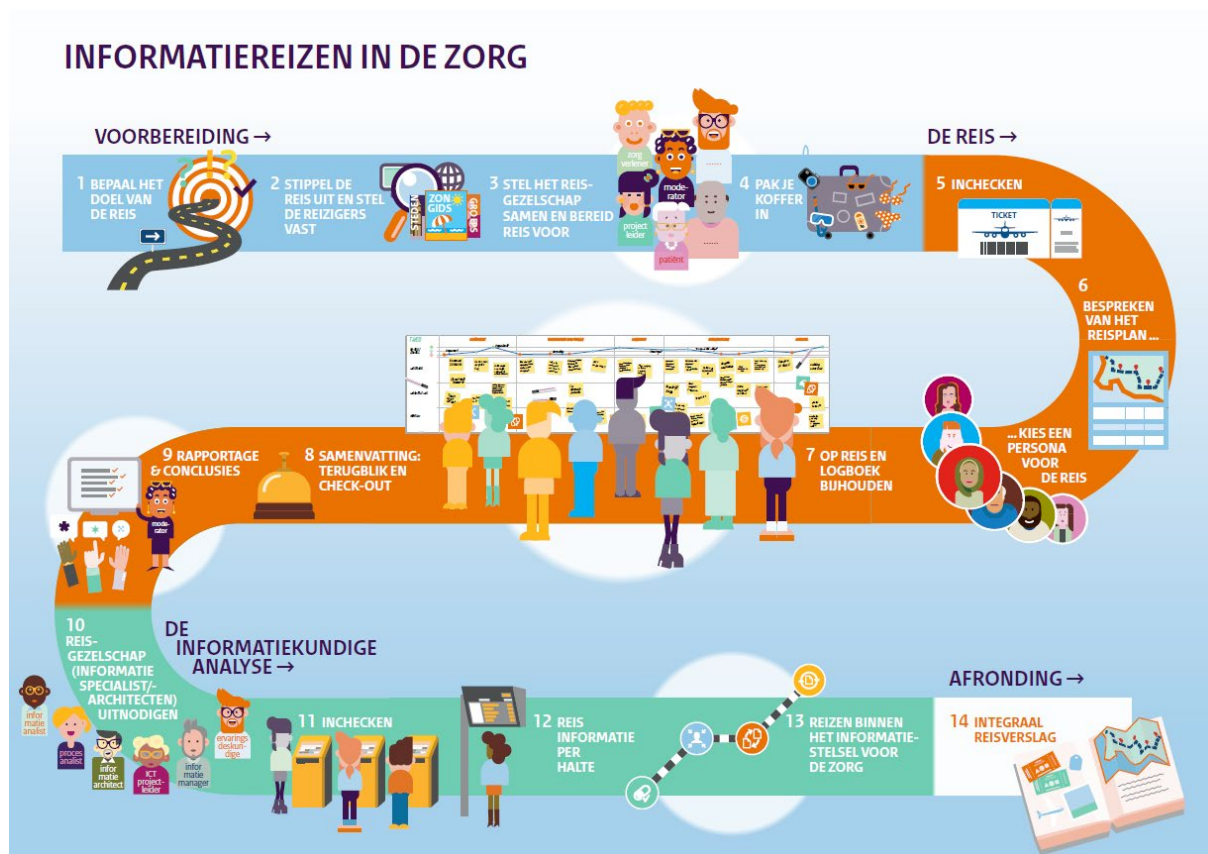 INFORMATIEREIZEN IN DE ZORG
VOORBEREIDING →
DE REIS →
1 BEPAAL HET
DOEL VAN
DE REIS
2 STIPPEL DE
REIS UIT EN STEL
DE REIZIGERS
VAST
STEDEN
ZON
GIDS
3 STEL HET REIS-
GEZELSCHAP
SAMEN EN BEREID
REIS VOOR
zorg
verlener
mode-
rator
......
project
leider
patiënt
......
4 PAK JE
KOFFER
IN
5 INCHECKEN
TICKET
6
BESPREKEN
VAN HET
REISPLAN ...
... KIES EEN
PERSONA
VOOR
DE REIS
7 OP REIS EN
LOGBOEK
BIJHOUDEN
8 SAMENVATTING:
TERUGBLIK EN
CHECK-OUT
9 RAPPORTAGE
& CONCLUSIES
mode-
rator
10
REIS-
GEZELSCHAP
(INFORMATIE
SPECIALIST/-
ARCHITECTEN)
UITNODIGEN
DE
INFORMATIEKUNDIGE
ANALYSE →
infor
matie
analist
proces
analist
infor
matie
architect
ICT
project-
leider
infor
matie
manager
ervarings
deskun-
dige
11 INCHECKEN
12 REIS
INFORMATIE
PER
HALTE
13 REIZEN BINNEN
HET INFORMATIE-
STELSEL VOOR
DE ZORG
AFRONDING →
14 INTEGRAAL
REISVERSLAG